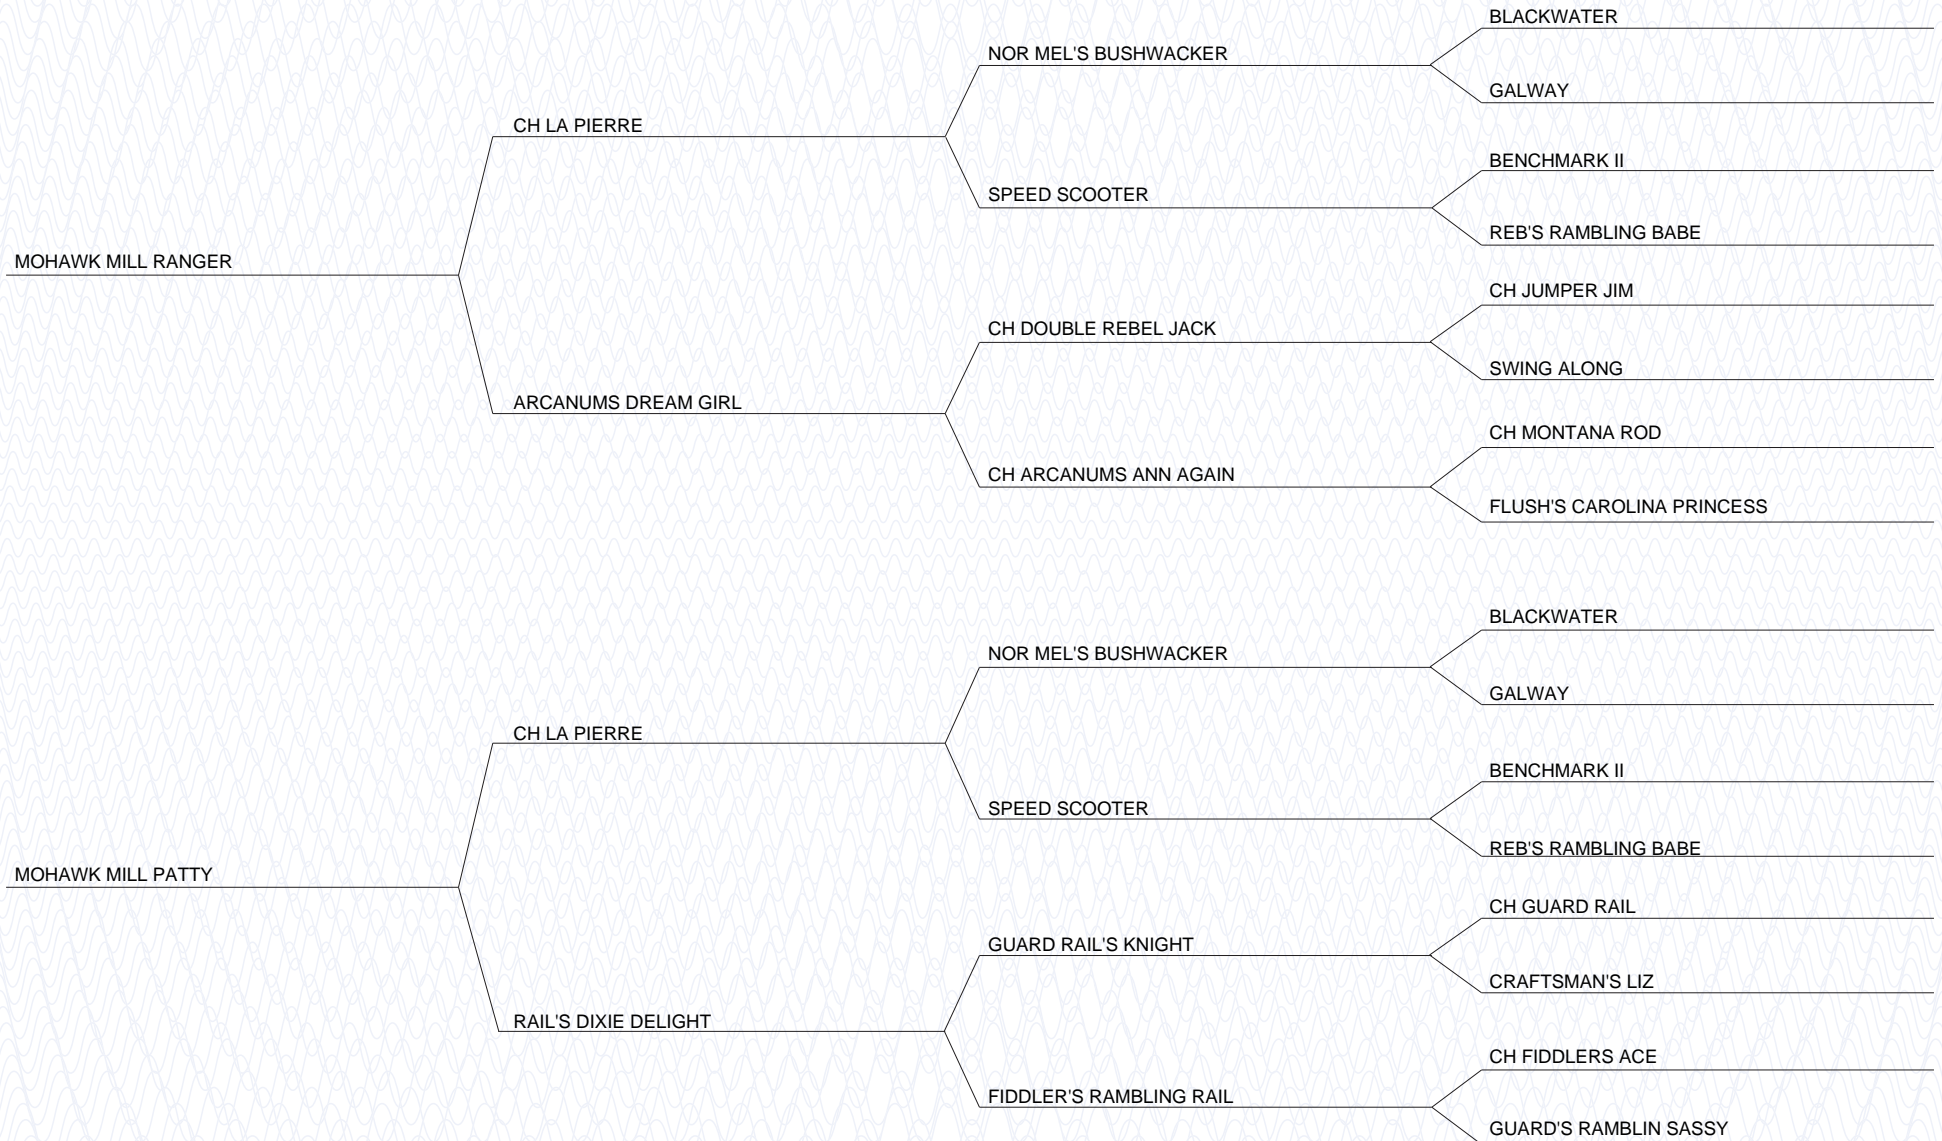 BLACKWATER
NOR MEL'S BUSHWACKER
GALWAY
CH LA PIERRE
BENCHMARK II
SPEED SCOOTER
REB'S RAMBLING BABE
MOHAWK MILL RANGER
CH JUMPER JIM
CH DOUBLE REBEL JACK
SWING ALONG
ARCANUMS DREAM GIRL
CH MONTANA ROD
CH ARCANUMS ANN AGAIN
FLUSH'S CAROLINA PRINCESS
BLACKWATER
NOR MEL'S BUSHWACKER
GALWAY
CH LA PIERRE
BENCHMARK II
SPEED SCOOTER
REB'S RAMBLING BABE
MOHAWK MILL PATTY
CH GUARD RAIL
GUARD RAIL'S KNIGHT
CRAFTSMAN'S LIZ
RAIL'S DIXIE DELIGHT
CH FIDDLERS ACE
FIDDLER'S RAMBLING RAIL
GUARD'S RAMBLIN SASSY